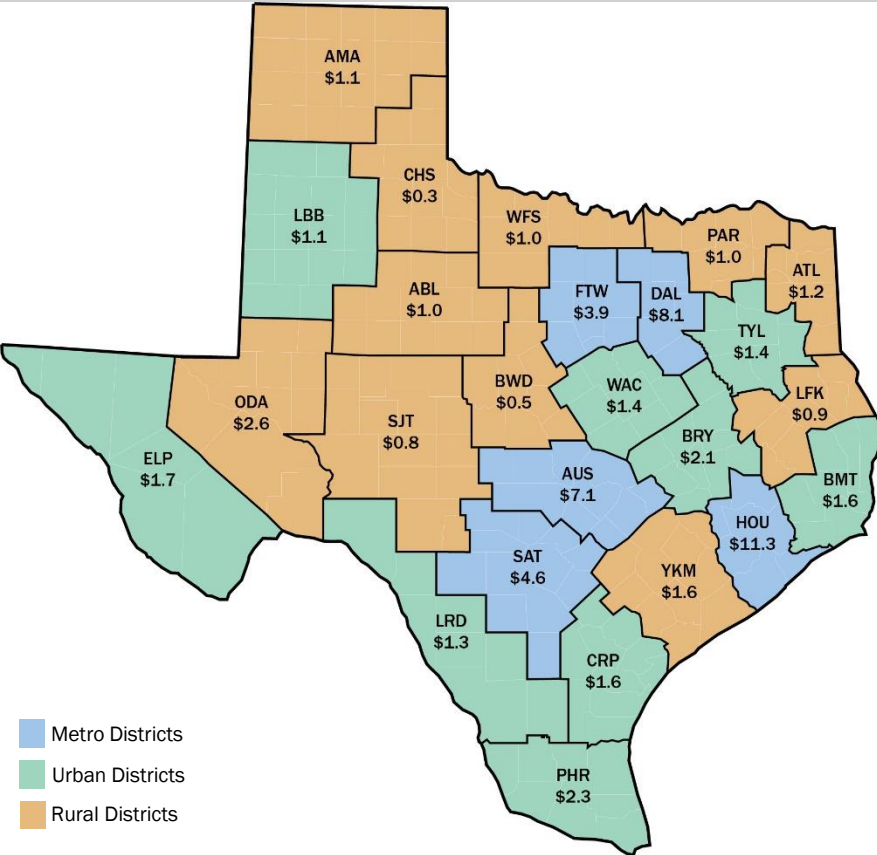 AMA
$1.1
CHS
$0.3
LBB
$1.1
WFS
$1.0
PAR
$1.0
ATL
$1.2
ABL
$1.0
FTW
$3.9
DAL
$8.1
TYL
$1.4
ODA
$2.6
SJT
$0.8
BWD
$0.5
WAC
$1.4
LFK
$0.9
BRY
$2.1
ELP
$1.7
AUS
$7.1
BMT
$1.6
HOU
$11.3
SAT
$4.6
YKM
$1.6
LRD
$1.3
CRP
$1.6
PHR
$2.3
Metro Districts
Urban Districts
Rural Districts